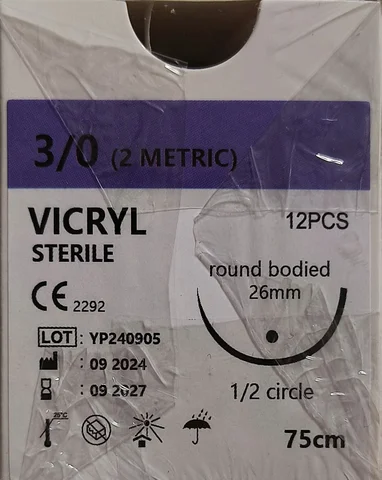 3/0 (2 METRIC)
VICRYL
STERILE
12PCS
round bodied
26mm
CE 2292
LOT : YP240905
: 09 2024
: 09 2027
25°C
1/2 circle
75cm